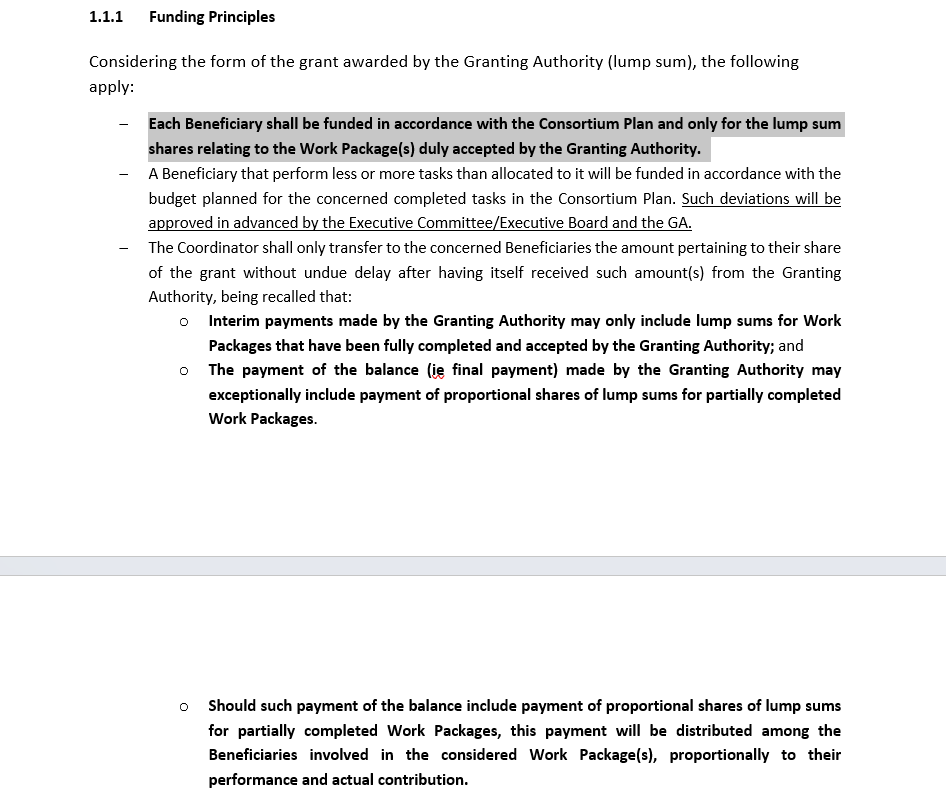 1.1.1 Funding Principles
Considering the form of the grant awarded by the Granting Authority (lump sum), the following
apply:
– Each Beneficiary shall be funded in accordance with the Consortium Plan and only for the lump sum
shares relating to the Work Package(s) duly accepted by the Granting Authority.
– A Beneficiary that perform less or more tasks than allocated to it will be funded in accordance with the
budget planned for the concerned completed tasks in the Consortium Plan. Such deviations will be
approved in advanced by the Executive Committee/Executive Board and the GA.
– The Coordinator shall only transfer to the concerned Beneficiaries the amount pertaining to their share
of the grant without undue delay after having itself received such amount(s) from the Granting
Authority, being recalled that:
o Interim payments made by the Granting Authority may only include lump sums for Work
Packages that have been fully completed and accepted by the Granting Authority; and
o The payment of the balance (ie final payment) made by the Granting Authority may
exceptionally include payment of proportional shares of lump sums for partially completed
Work Packages.
o Should such payment of the balance include payment of proportional shares of lump sums
for partially completed Work Packages, this payment will be distributed among the
Beneficiaries involved in the considered Work Package(s), proportionally to their
performance and actual contribution.